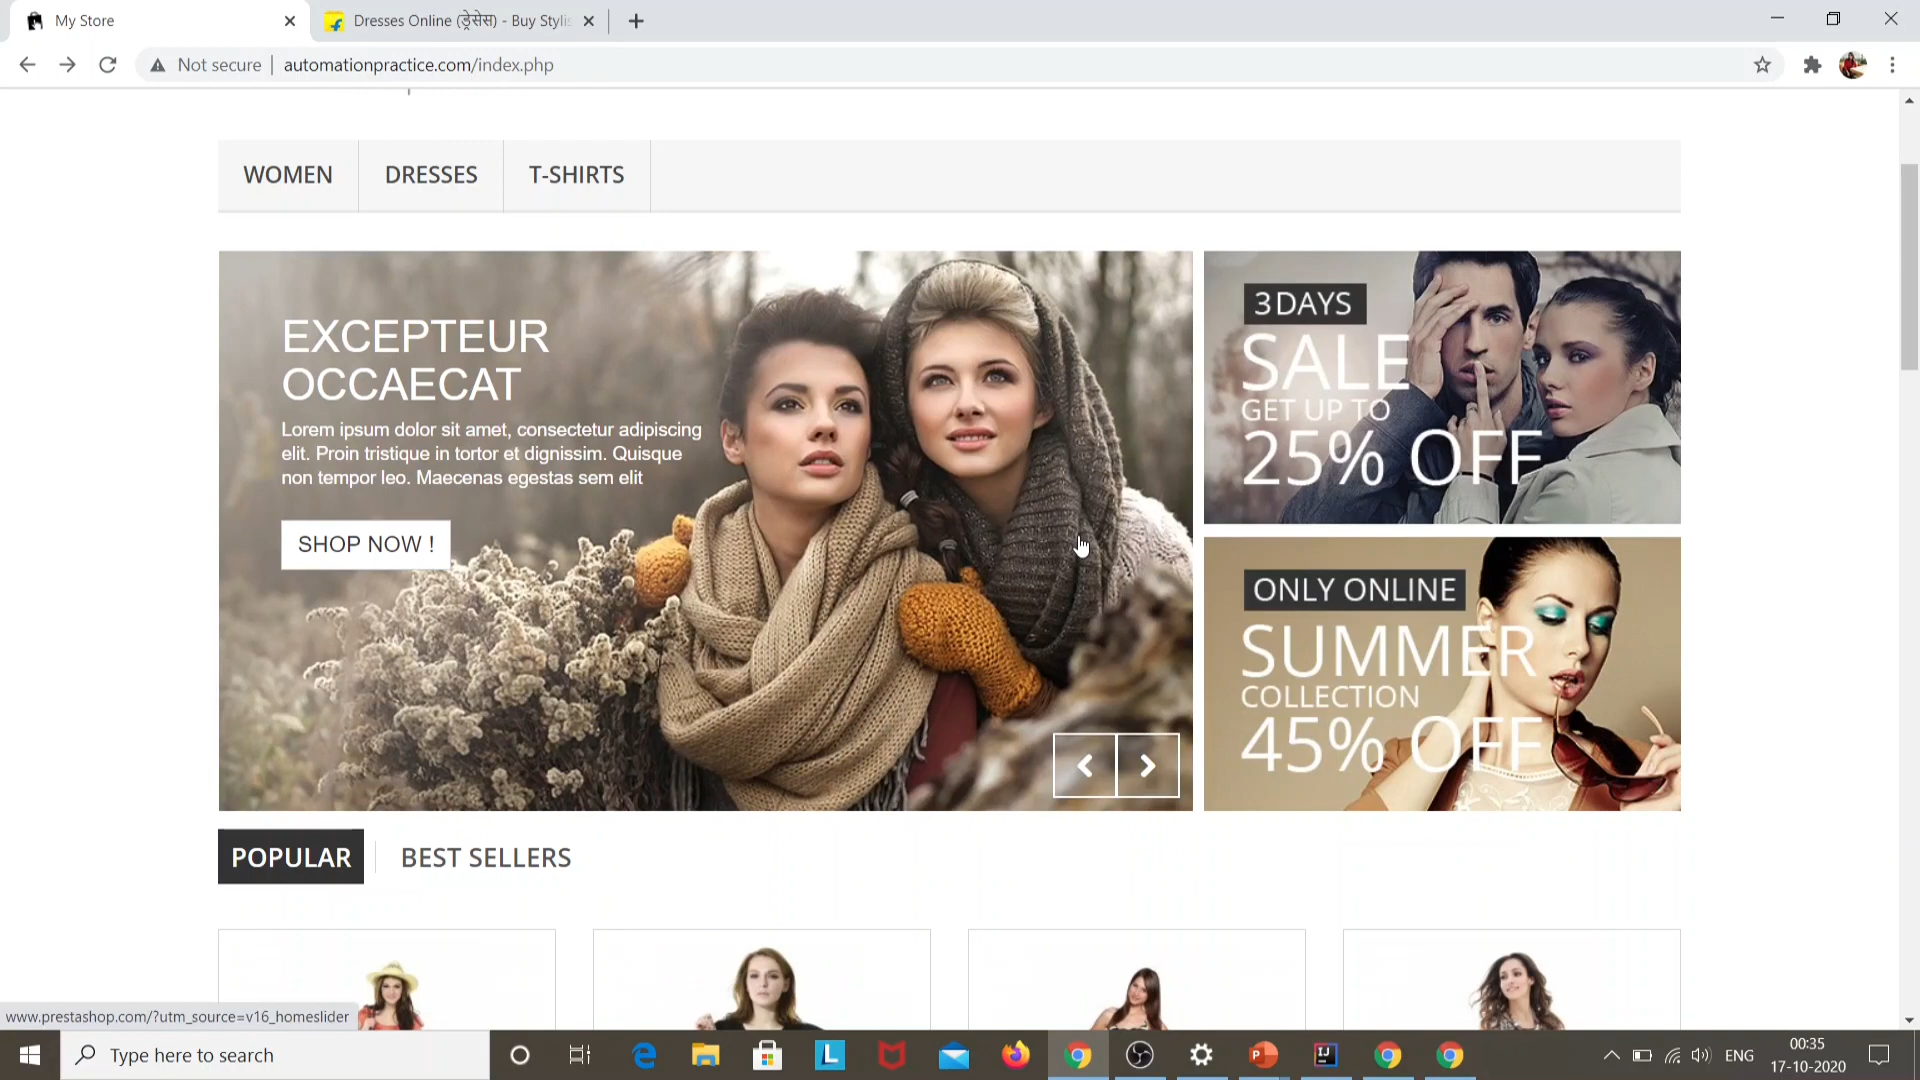 My Store
Dresses Online (ड्रेसेस) - Buy Stylis
Not secure
automationpractice.com/index.php
WOMEN
DRESSES
T-SHIRTS
EXCEPTEUR
OCCAECAT
Lorem ipsum dolor sit amet, consectetur adipiscing
elit. Proin tristique in tortor et dignissim. Quisque
non tempor leo. Maecenas egestas sem elit
SHOP NOW !
3 DAYS
SALE
GET UP TO
25% OFF
ONLY ONLINE
SUMMER
COLLECTION
45% OFF
POPULAR
BEST SELLERS
www.prestashop.com/?utm_source=v16_homeslider
Type here to search
ENG
00:35
17-10-2020